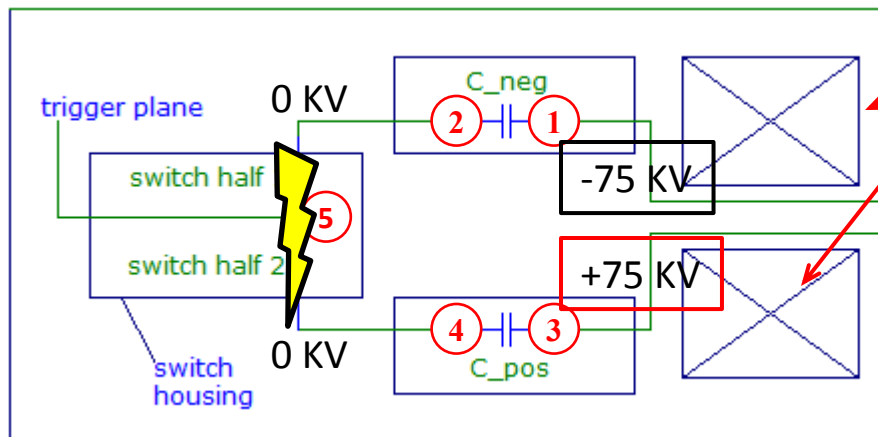 0 KV
C_neg
trigger plane
2
1
switch half
-75 KV
5
switch half 2
+75 KV
4
3
0 KV
C_pos
switch
housing